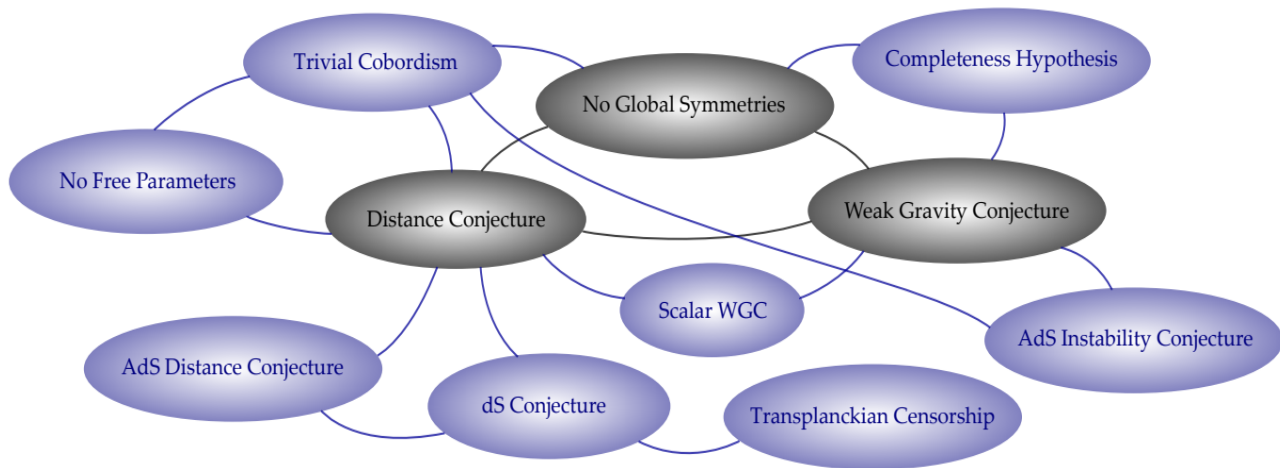 Trivial Cobordism
Completeness Hypothesis
No Global Symmetries
No Free Parameters
Distance Conjecture
Weak Gravity Conjecture
Scalar WGC
AdS Instability Conjecture
AdS Distance Conjecture
dS Conjecture
Transplanckian Censorship